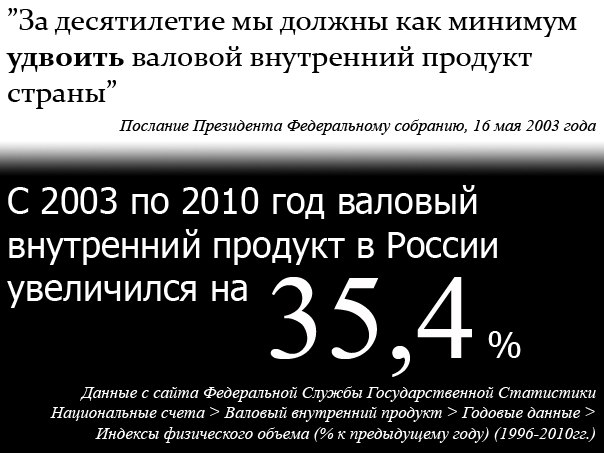 ”За десятилетие мы должны как минимум
удвоить валовой внутренний продукт
страны”
Послание Президента Федеральному собранию, 16 мая 2003 года
С 2003 по 2010 год валовый
внутренний продукт в России
увеличился на 35,4 %
Данные с сайта Федеральной Службы Государственной Статистики
Национальные счета > Валовый внутренний продукт > Годовые данные >
Индексы физического объема (% к предыдущему году) (1996-2010гг.)